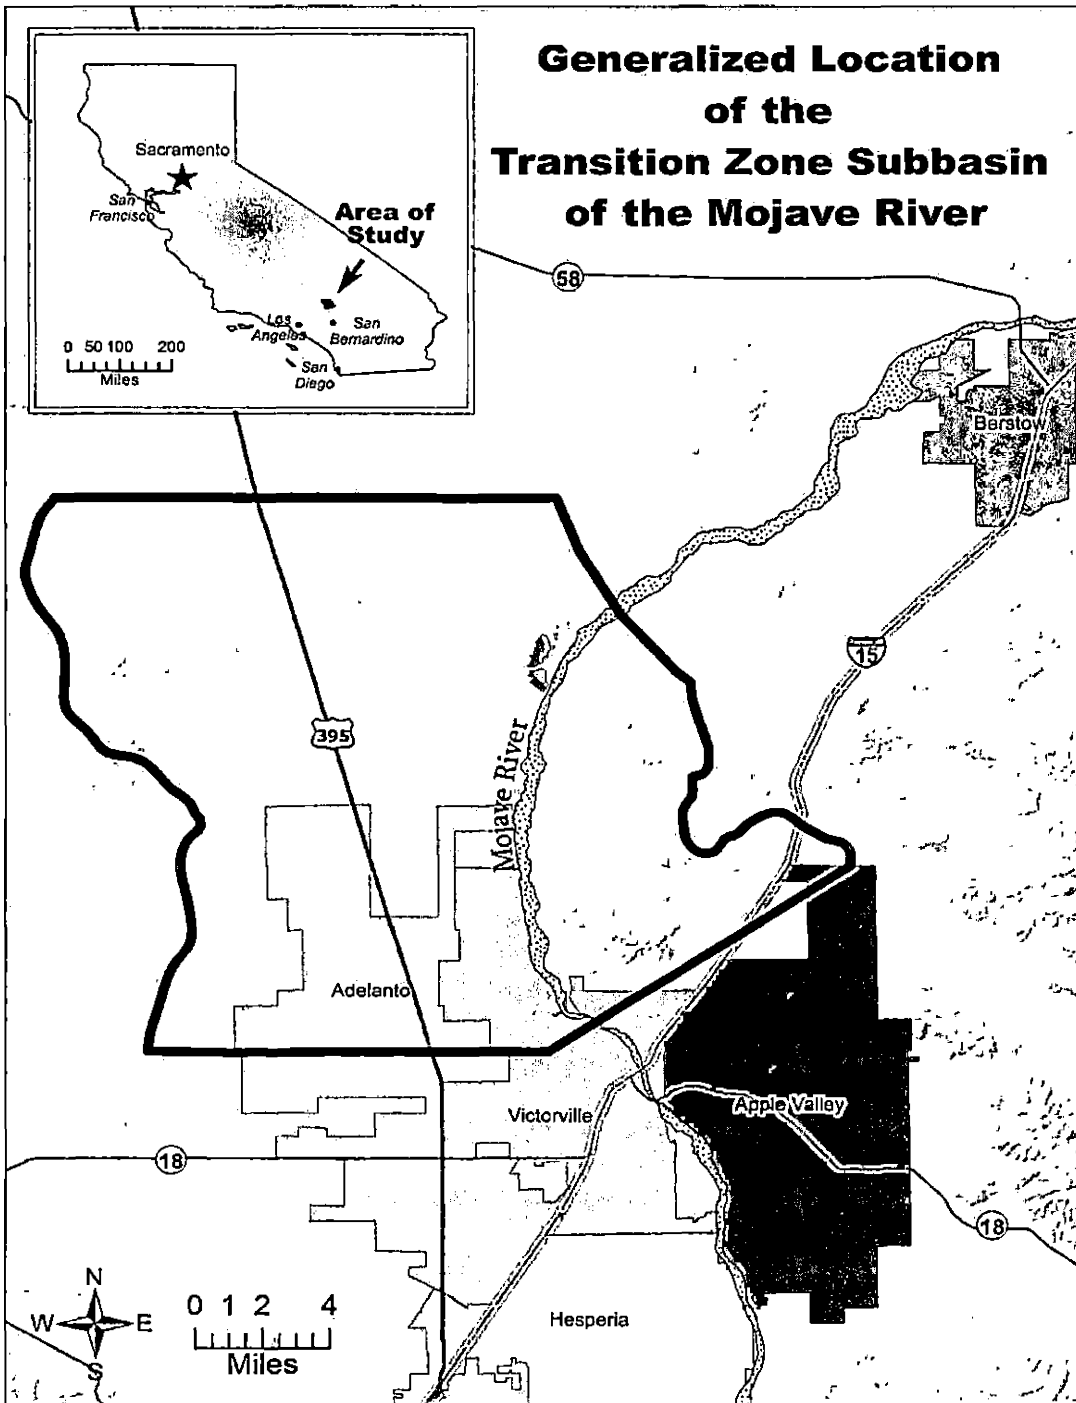 Generalized Location
of the
Transition Zone Subbasin
of the Mojave River
Sacramento
San
Francisco
Area of
Study
Los
Angeles
San
Bernardino
San
Diego
0 50 100 200
Miles
58
Barstow
15
395
Mojave River
Adelanto
Victorville
Apple Valley
18
18
Hesperia
N
W E
S
0 1 2 4
Miles